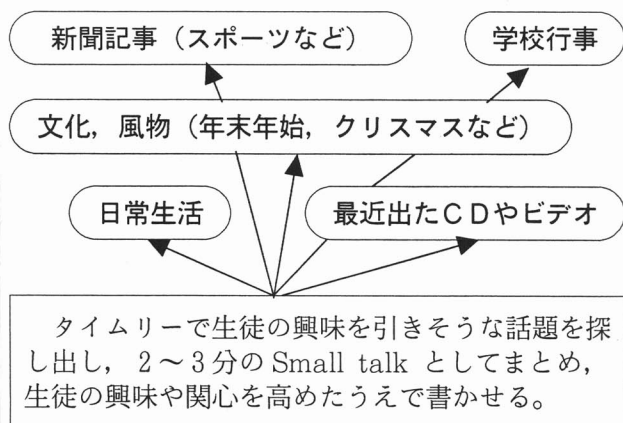 新聞記事（スポーツなど）
学校行事
文化，風物（年末年始，クリスマスなど）
日常生活
最近出たＣＤやビデオ
タイムリーで生徒の興味を引きそうな話題を探
し出し，2～3分のSmall talk としてまとめ，
生徒の興味や関心を高めたうえで書かせる。